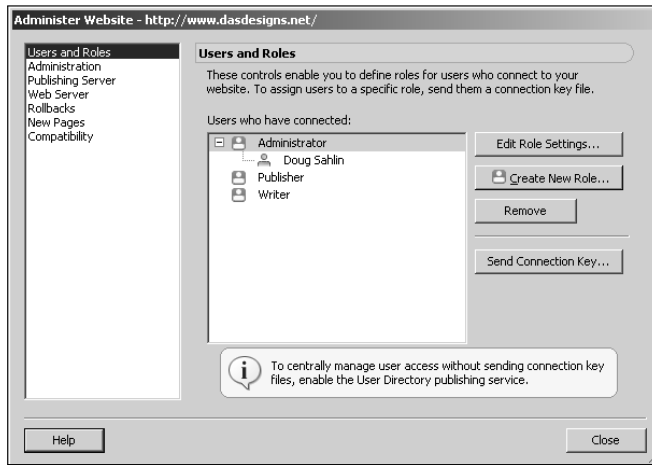 Administer Website - http://www.dasdesigns.net/
Users and Roles
Administration
Publishing Server
Web Server
Rollbacks
New Pages
Compatibility
Users and Roles
These controls enable you to define roles for users who connect to your
website. To assign users to a specific role, send them a connection key file.
Users who have connected:
Administrator
Doug Sahlin
Publisher
Writer
Edit Role Settings...
Create New Role...
Remove
Send Connection Key...
To centrally manage user access without sending connection key
files, enable the User Directory publishing service.
Help
Close